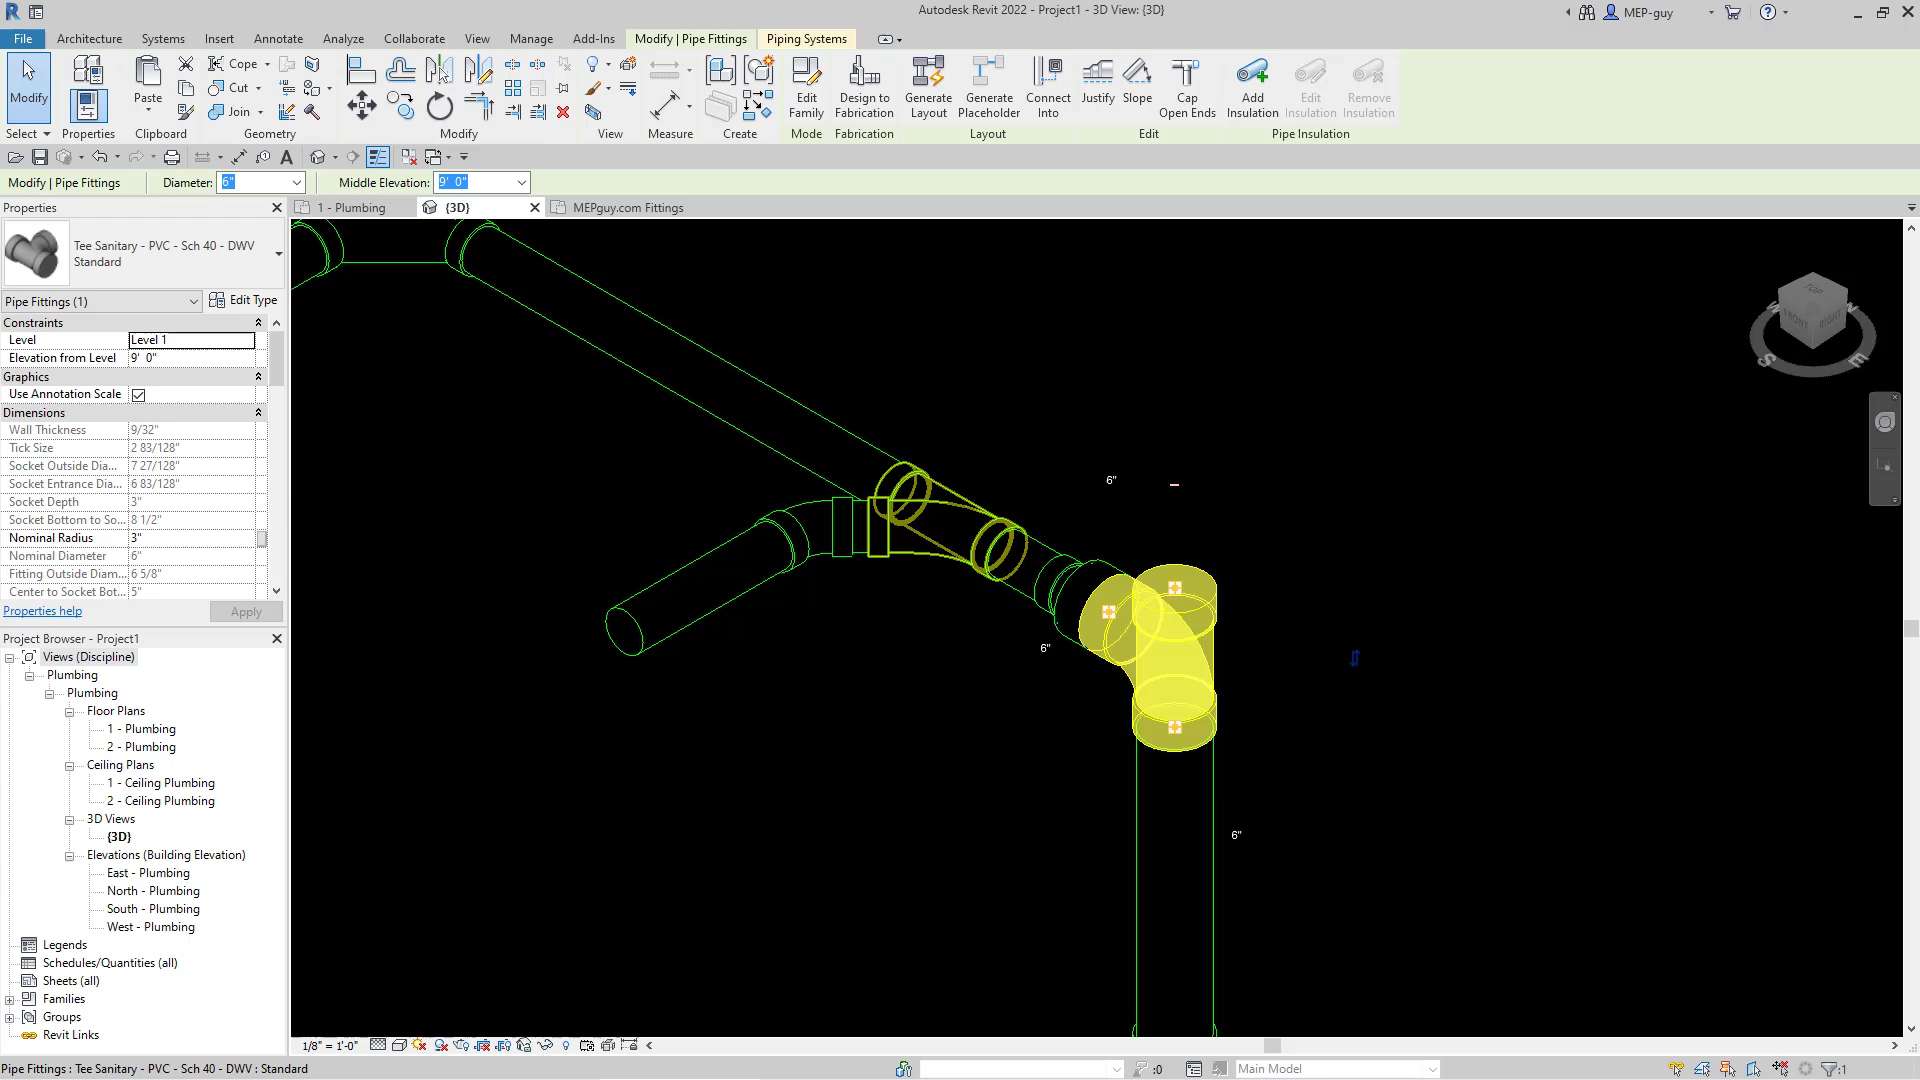 Autodesk Revit 2022 - Project1 - 3D View: {3D}
MEP-guy
File
Architecture
Systems
Insert
Annotate
Analyze
Collaborate
View
Manage
Add-Ins
Modify | Pipe Fittings
Piping Systems
Modify
Properties
Paste
Cope
Cut
Join
Edit Family
Design to Fabrication
Generate Layout
Generate Placeholder
Connect Into
Justify
Slope
Cap Open Ends
Add Insulation
Edit Insulation
Remove Insulation
Select
Properties
Clipboard
Geometry
Modify
View
Measure
Create
Mode
Fabrication
Layout
Edit
Pipe Insulation
Modify | Pipe Fittings
Diameter:
6"
Middle Elevation:
9' 0"
Properties
1 - Plumbing
{3D}
MEPguy.com Fittings
Tee Sanitary - PVC - Sch 40 - DWV
Standard
Pipe Fittings (1)
Edit Type
Constraints
Level
Level 1
Elevation from Level
9' 0"
Graphics
Use Annotation Scale
Dimensions
Wall Thickness
9/32"
Tick Size
2 83/128"
Socket Outside Dia...
7 27/128"
Socket Entrance Dia...
6 83/128"
Socket Depth
3"
Socket Bottom to So...
8 1/2"
Nominal Radius
3"
Nominal Diameter
6"
Fitting Outside Diam...
6 5/8"
Center to Socket Bot...
5"
Properties help
Apply
Project Browser - Project1
Views (Discipline)
Plumbing
Plumbing
Floor Plans
1 - Plumbing
2 - Plumbing
Ceiling Plans
1 - Ceiling Plumbing
2 - Ceiling Plumbing
3D Views
{3D}
Elevations (Building Elevation)
East - Plumbing
North - Plumbing
South - Plumbing
West - Plumbing
Legends
Schedules/Quantities (all)
Sheets (all)
Families
Groups
Revit Links
6"
6"
6"
TOP
FRONT
RIGHT
W
N
S
E
1/8" = 1'-0"
Pipe Fittings : Tee Sanitary - PVC - Sch 40 - DWV : Standard
:0
Main Model
:1